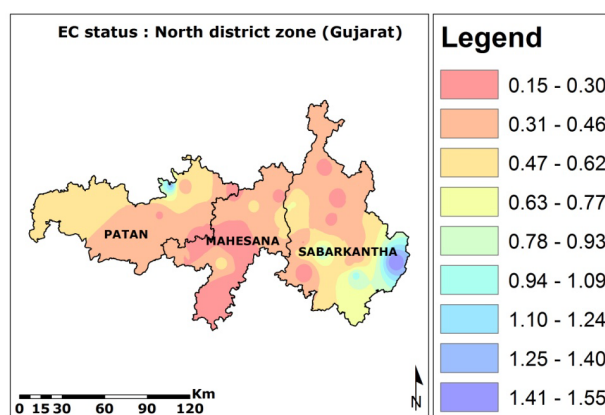 EC status : North district zone (Gujarat)
PATAN
MAHESANA
SABARKANTHA
Km
0 15 30 60 90 120
N
Legend
0.15 - 0.30
0.31 - 0.46
0.47 - 0.62
0.63 - 0.77
0.78 - 0.93
0.94 - 1.09
1.10 - 1.24
1.25 - 1.40
1.41 - 1.55